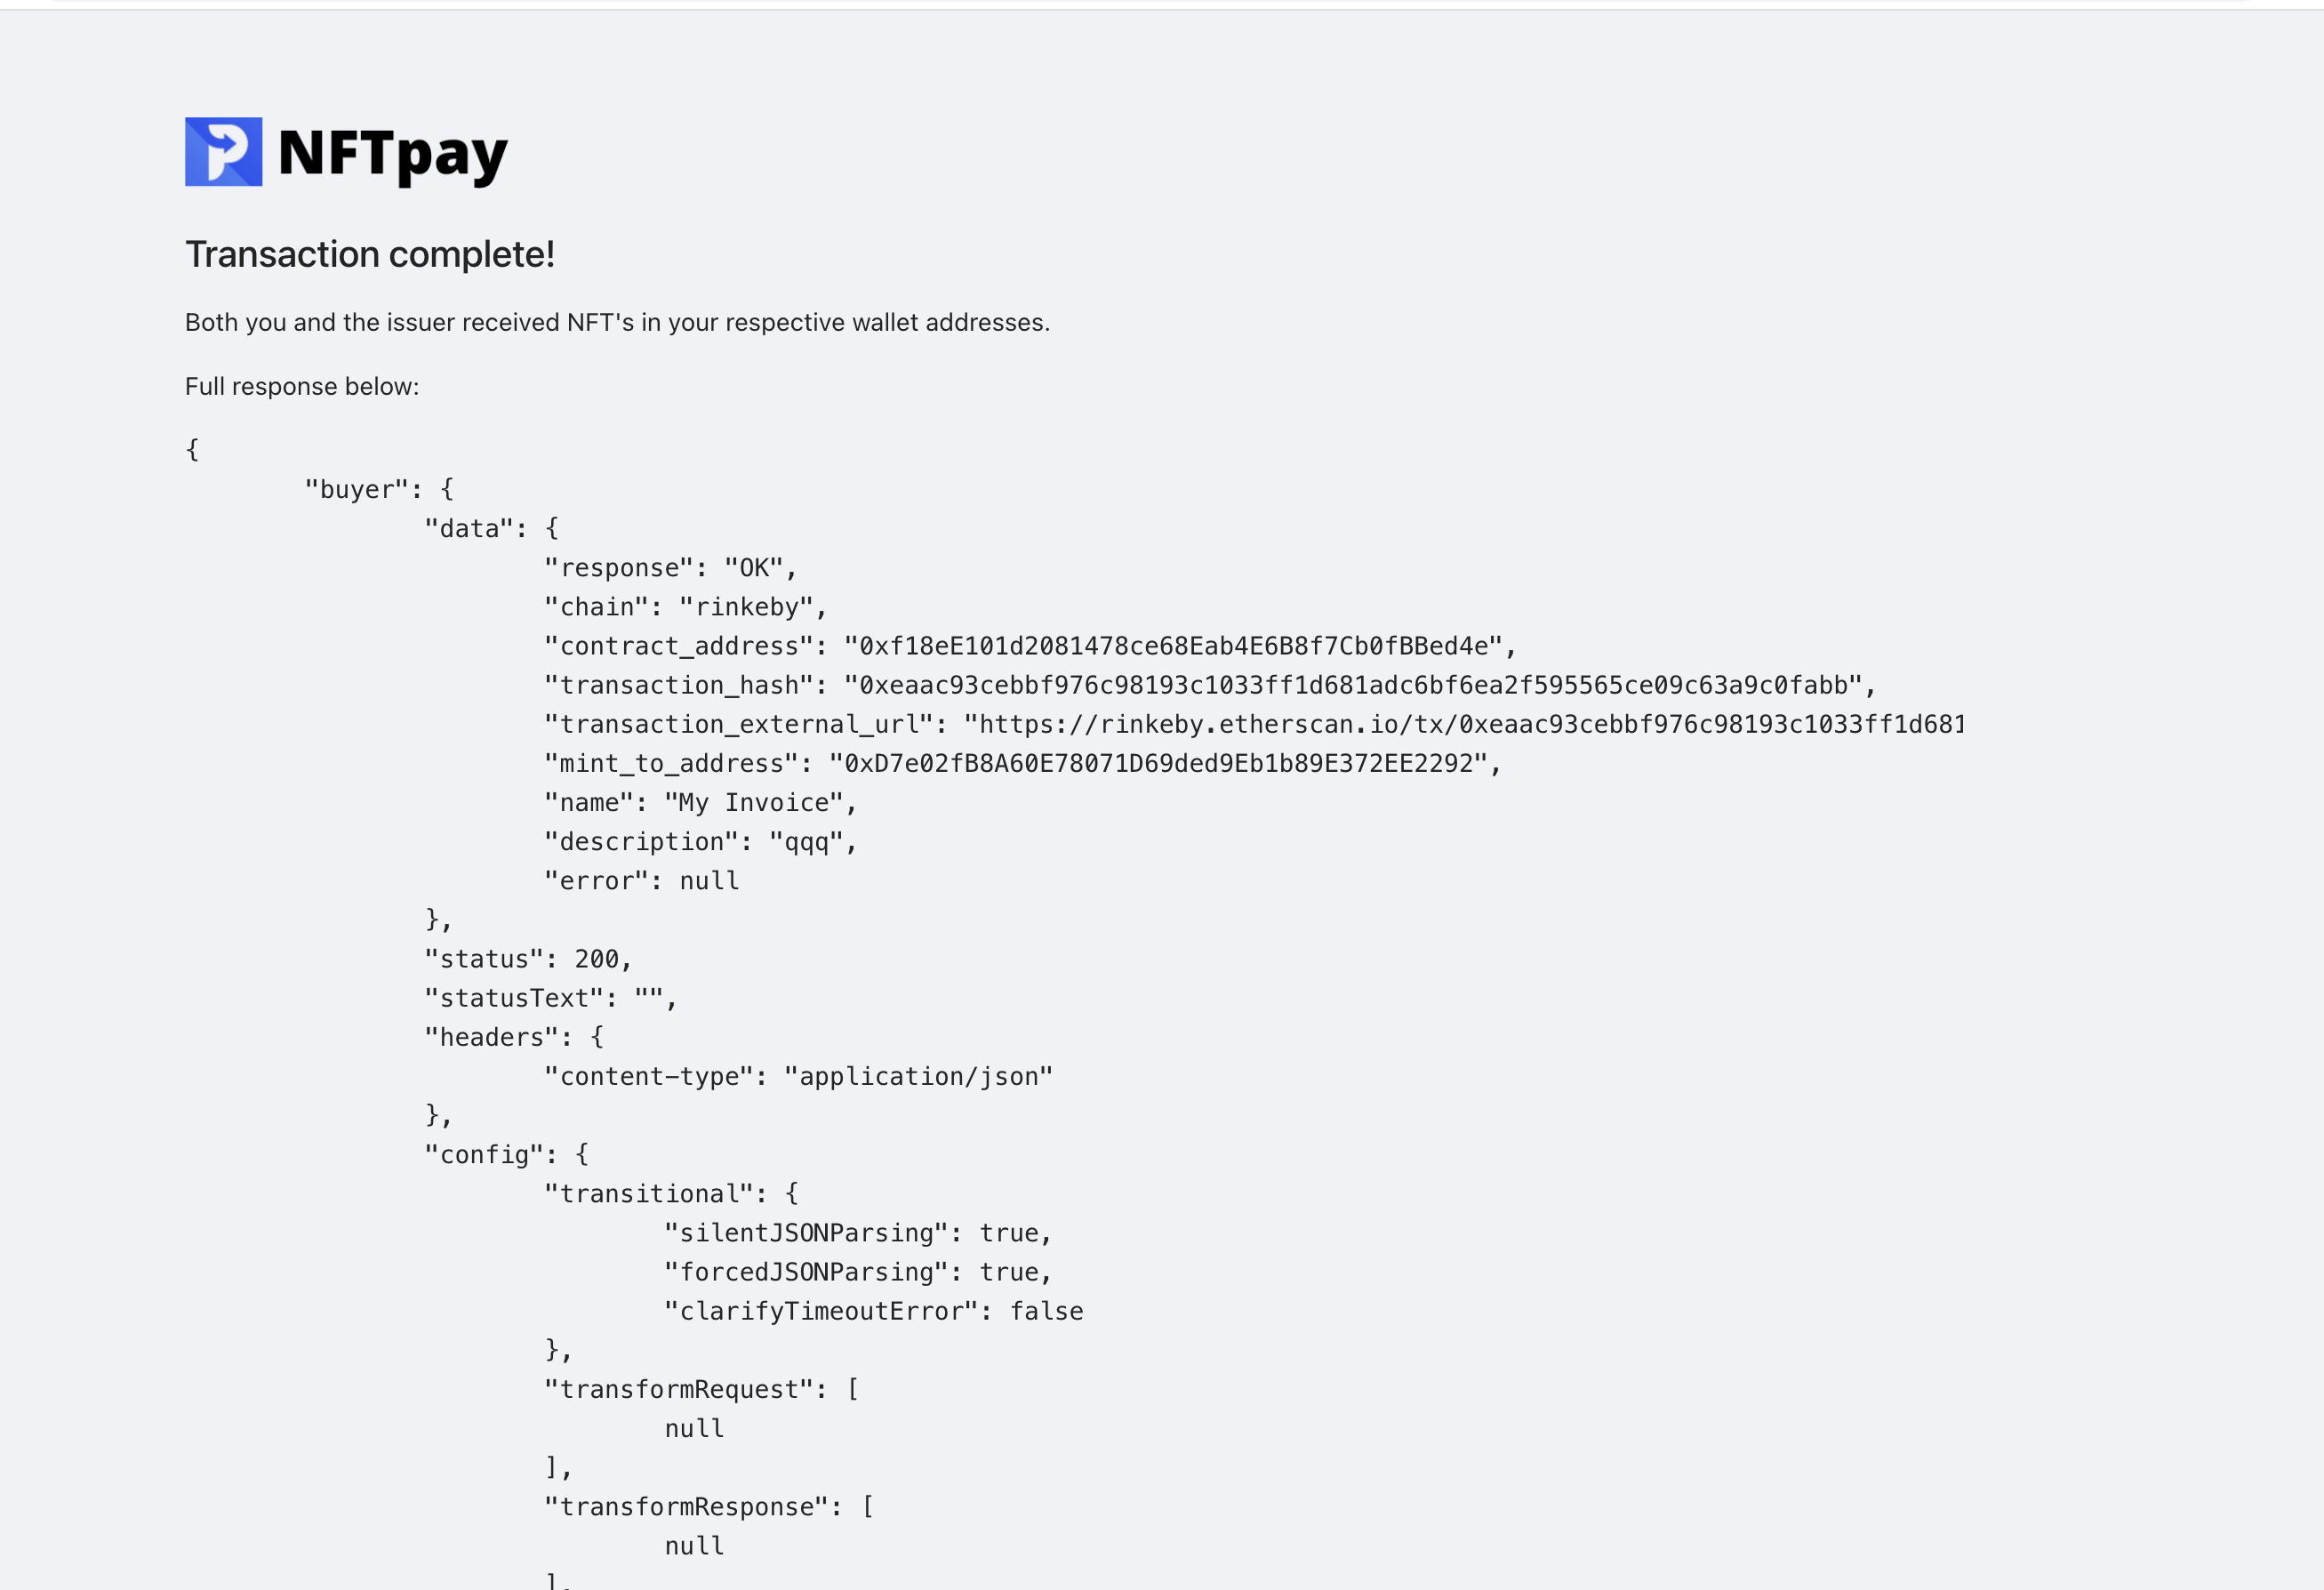 NFTpay
Transaction complete!
Both you and the issuer received NFT's in your respective wallet addresses.
Full response below:
{
"buyer": {
"data": {
"response": "OK",
"chain": "rinkeby",
"contract_address": "0xf18eE101d2081478ce68Eab4E6B8f7Cb0fBBed4e",
"transaction_hash": "0xeaac93cebbf976c98193c1033ff1d681adc6bf6ea2f595565ce09c63a9c0fabb",
"transaction_external_url": "https://rinkeby.etherscan.io/tx/0xeaac93cebbf976c98193c1033ff1d681
"mint_to_address": "0xD7e02fB8A60E78071D69ded9Eb1b89E372EE2292",
"name": "My Invoice",
"description": "qqq",
"error": null
},
"status": 200,
"statusText": "",
"headers": {
"content-type": "application/json"
},
"config": {
"transitional": {
"silentJSONParsing": true,
"forcedJSONParsing": true,
"clarifyTimeoutError": false
},
"transformRequest": [
null
],
"transformResponse": [
null
],